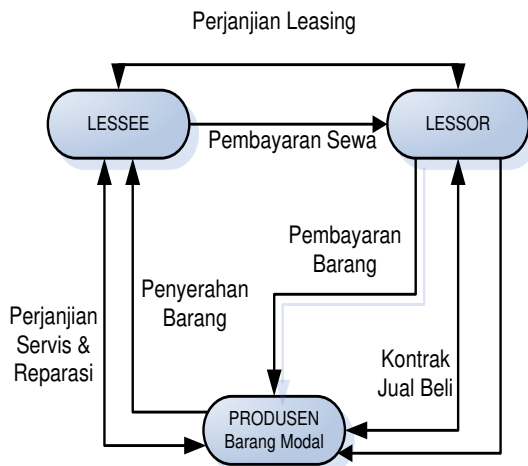 Perjanjian Leasing
LESSEE
LESSOR
Pembayaran Sewa
Pembayaran
Barang
Penyerahan
Barang
Perjanjian
Servis &
Reparasi
Kontrak
Jual Beli
PRODUSEN
Barang Modal